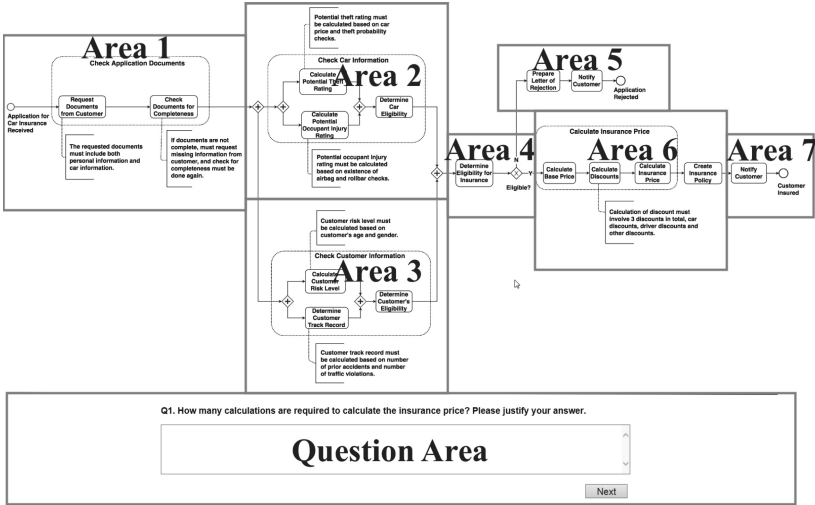 Area 1
Check Application Documents
Application for
Car Insurance
Received
Request
Documents
from Customer
Check
Documents for
Completeness
The requested documents
must include both
personal information and
car information.
If documents are not
complete, must request
missing information from
customer, and check for
completeness must be
done again.
Potential theft rating must
be calculated based on car
price and theft probability
checks.
Check Car Information
Area 2
Calculate
Potential Theft
Rating
Calculate
Potential
Occupant Injury
Rating
Determine Car
Eligibility
Potential occupant injury
rating must be calculated
based on existence of
airbag and rollbar checks.
Customer risk level must
be calculated based on
customer's age and gender.
Check Customer Information
Area 3
Calculate
Customer
Risk Level
Determine
Customer
Track Record
Determine
Customer's
Eligibility
Customer track record must
be calculated based on number
of prior accidents and number
of traffic violations.
Area 4
Determine
Eligibility for
Insurance
N
X
Y
Eligible?
Area 5
Prepare
Letter of
Rejection
Notify
Customer
Application
Rejected
Calculate Insurance Price
Area 6
Calculate
Base Price
Calculate
Discounts
Calculate
Insurance
Price
Create
Insurance
Policy
Calculation of discount must
involve 3 discounts in total, car
discounts, driver discounts and
other discounts.
Area 7
Notify
Customer
Customer
Insured
Q1. How many calculations are required to calculate the insurance price? Please justify your answer.
Question Area
Next